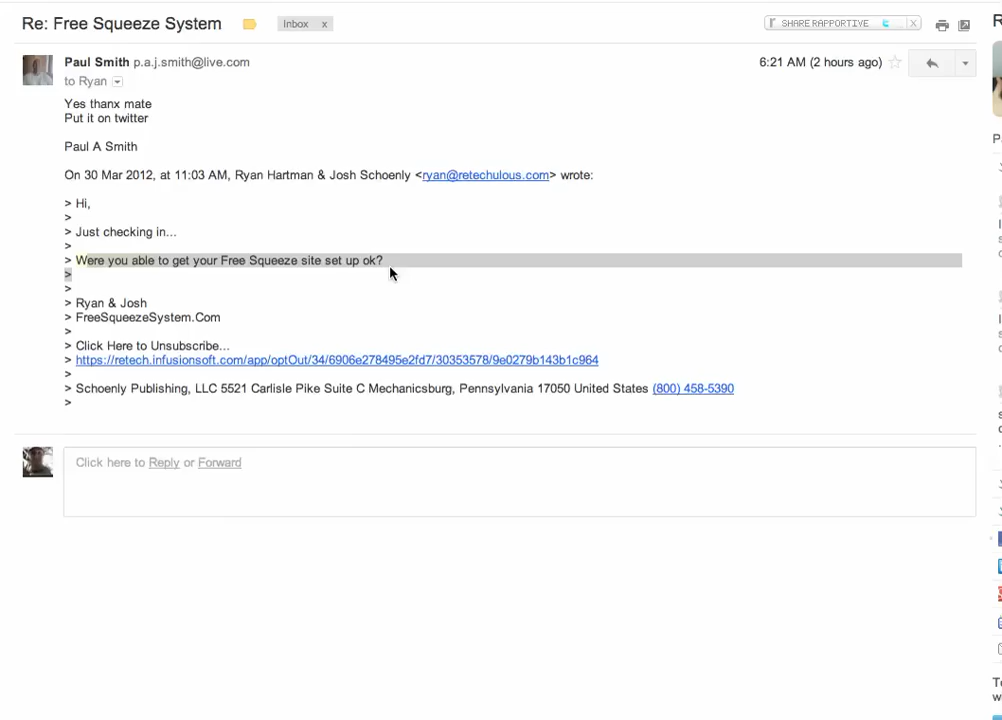 Re: Free Squeeze System
Inbox x
SHARE RAPPORTIVE x
Paul Smith p.a.j.smith@live.com
6:21 AM (2 hours ago)
to Ryan
Yes thanx mate
Put it on twitter
Paul A Smith
On 30 Mar 2012, at 11:03 AM, Ryan Hartman & Josh Schoenly <ryan@retechulous.com> wrote:
> Hi,
>
> Just checking in...
>
> Were you able to get your Free Squeeze site set up ok?
>
>
> Ryan & Josh
> FreeSqueezeSystem.Com
>
> Click Here to Unsubscribe...
> https://retech.infusionsoft.com/app/optOut/34/6906e278495e2fd7/30353578/9e0279b143b1c964
>
> Schoenly Publishing, LLC 5521 Carlisle Pike Suite C Mechanicsburg, Pennsylvania 17050 United States (800) 458-5390
>
Click here to Reply or Forward